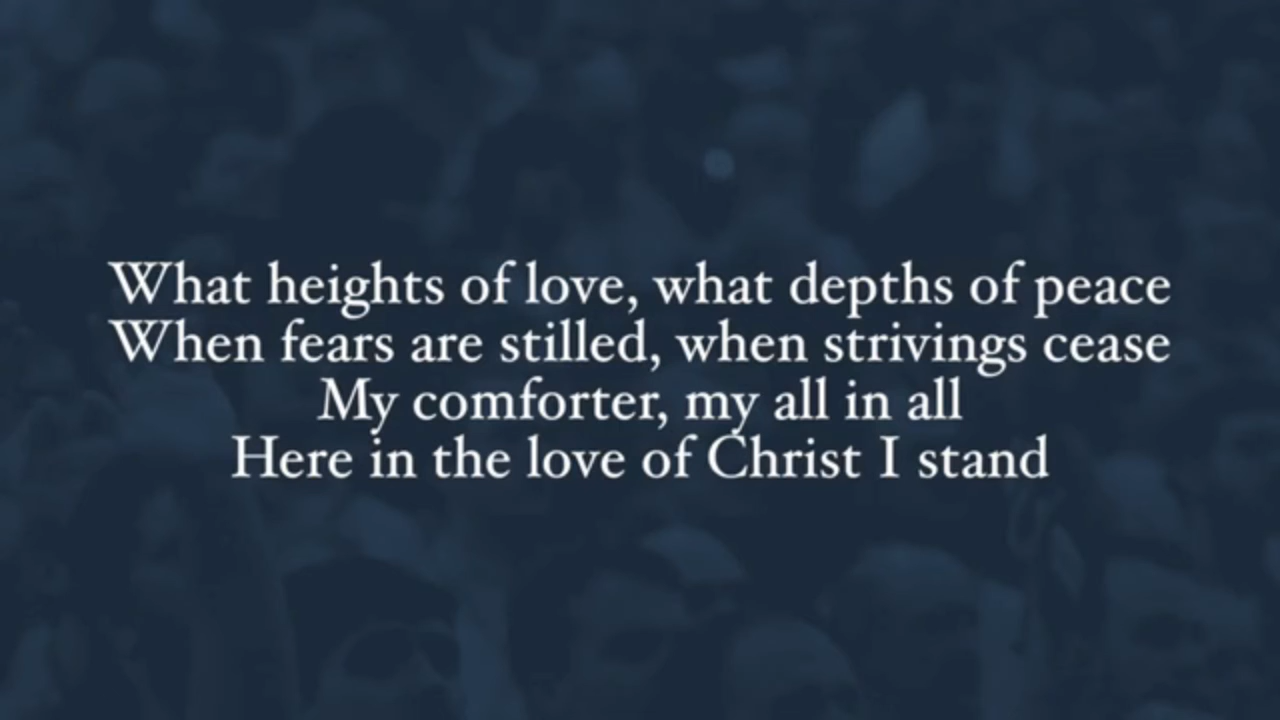 What heights of love, what depths of peace
When fears are stilled, when strivings cease
My comforter, my all in all
Here in the love of Christ I stand